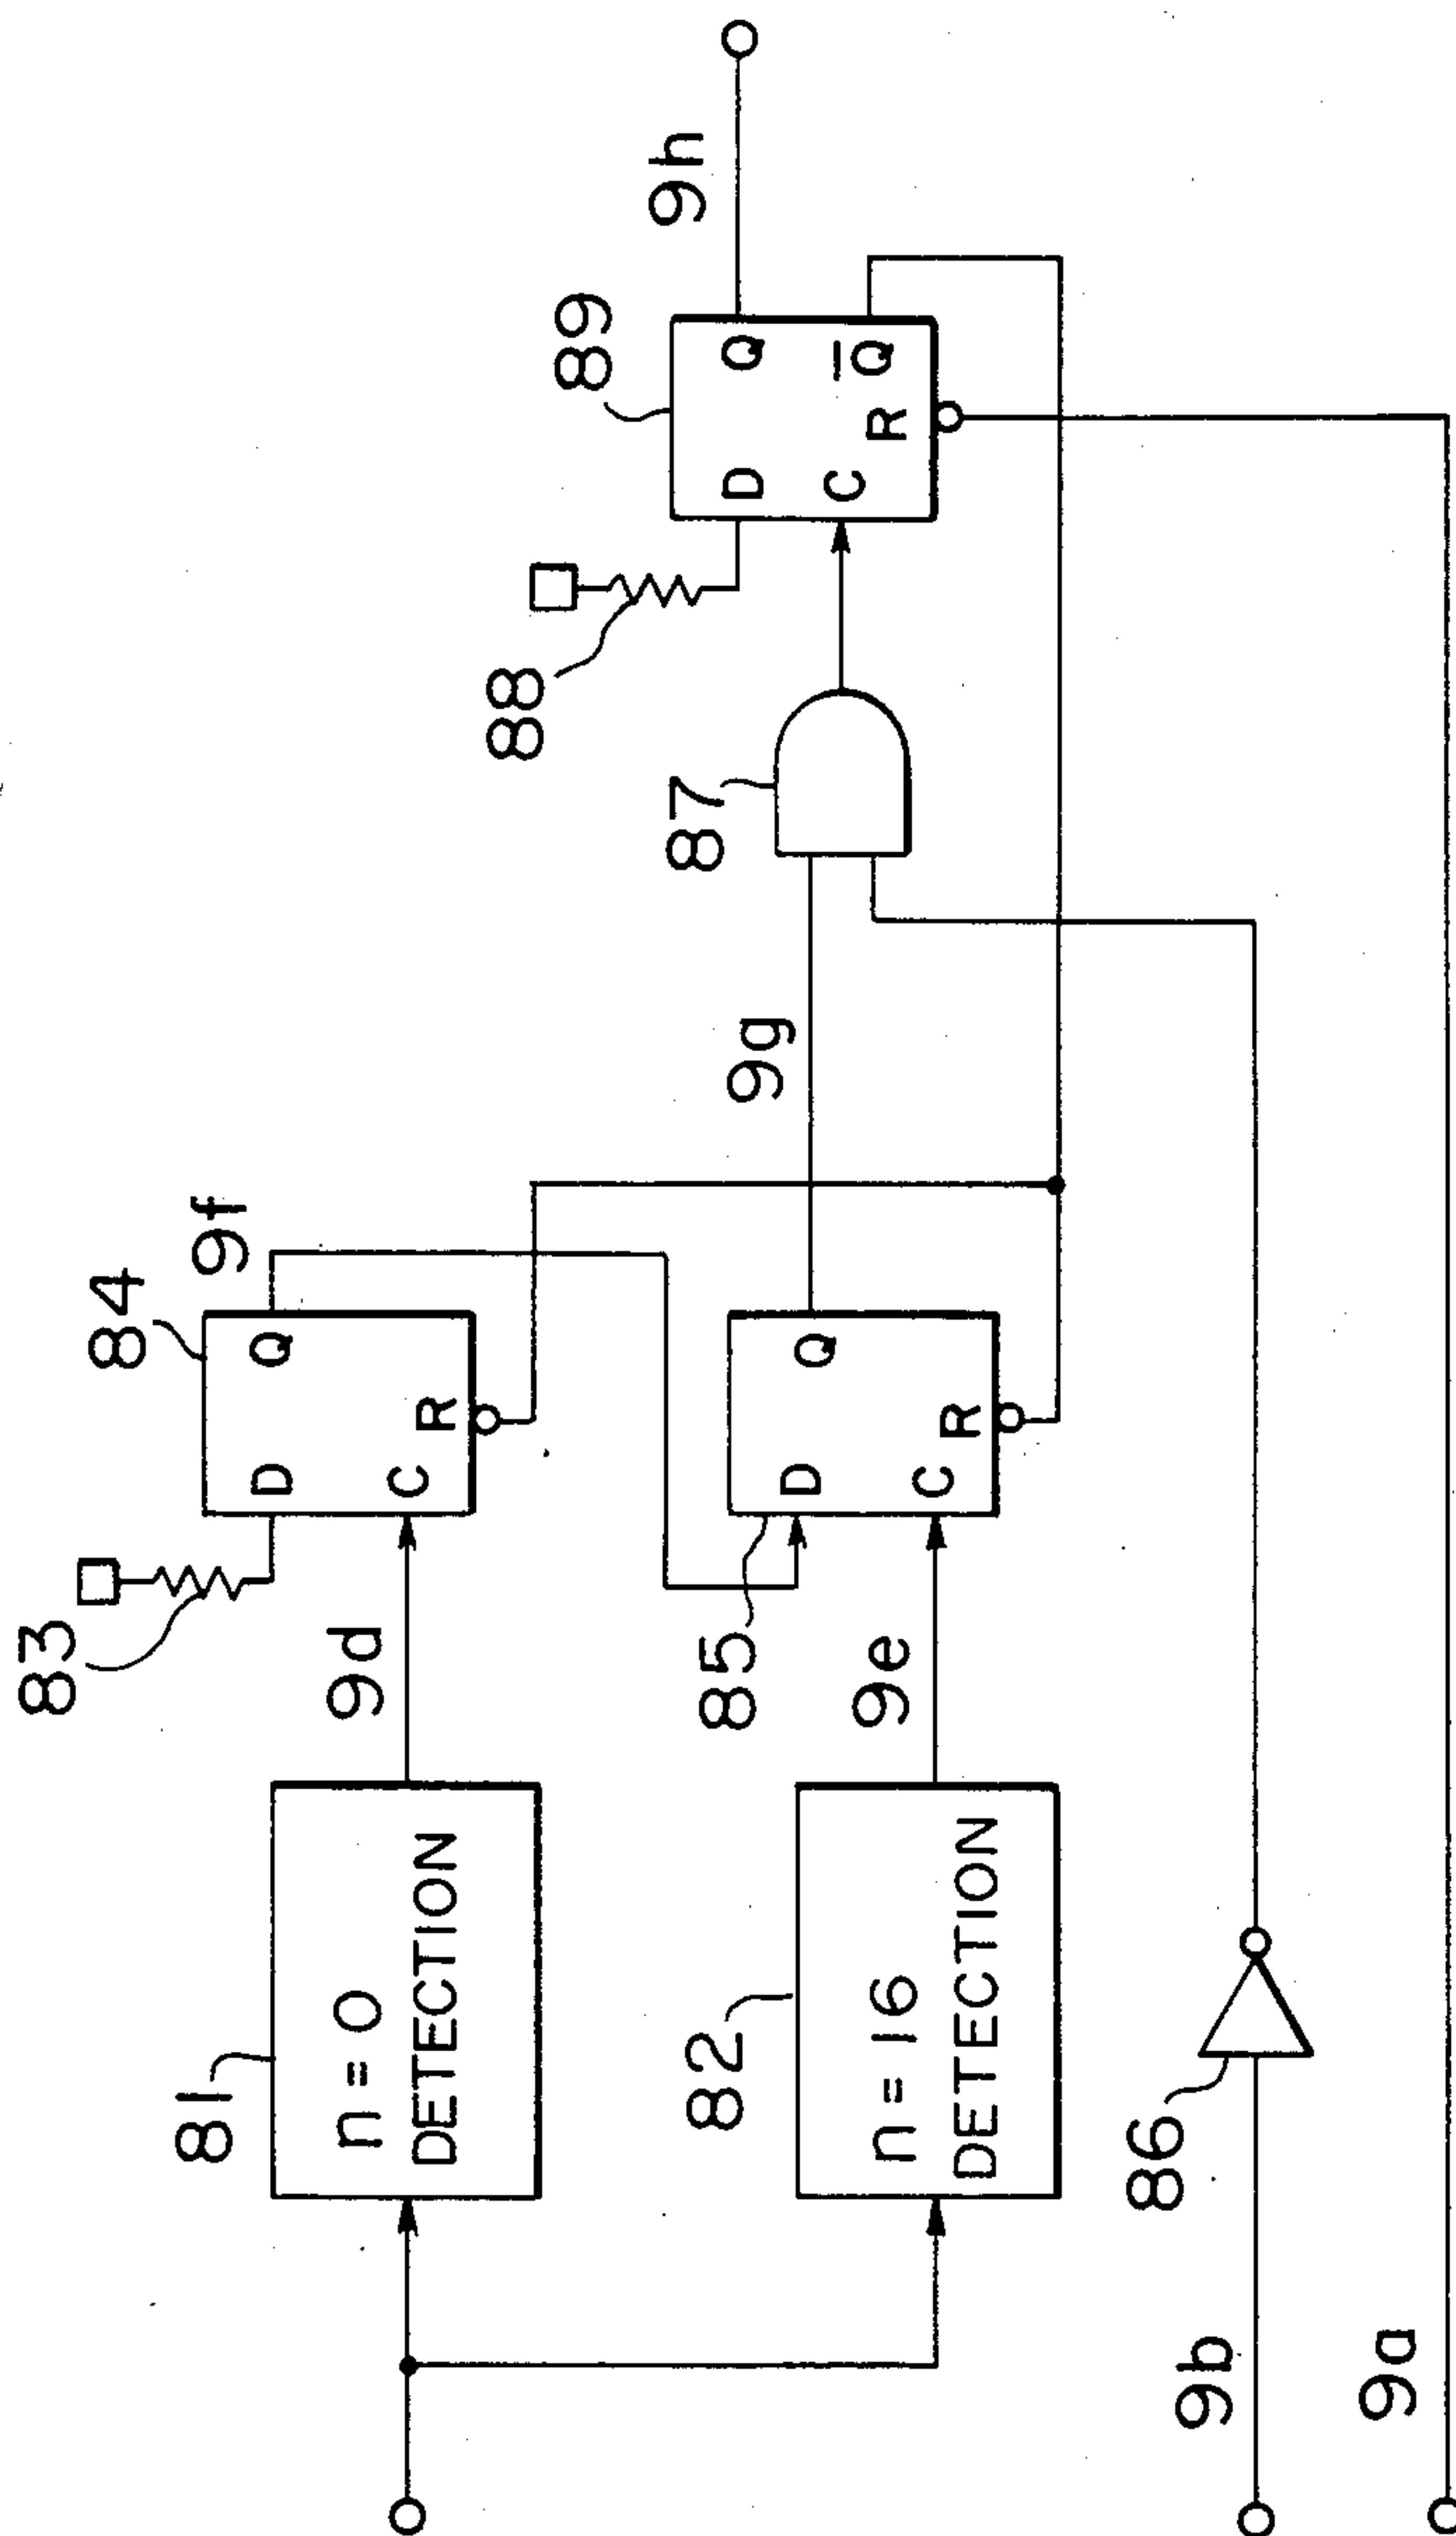 83
84
9f
D
Q
C
R
81
n = 0
DETECTION
9d
88
89
9h
D
Q
C
Q̅
R
85
9g
87
D
Q
C
R
82
n = 16
DETECTION
9e
86
9b
9a